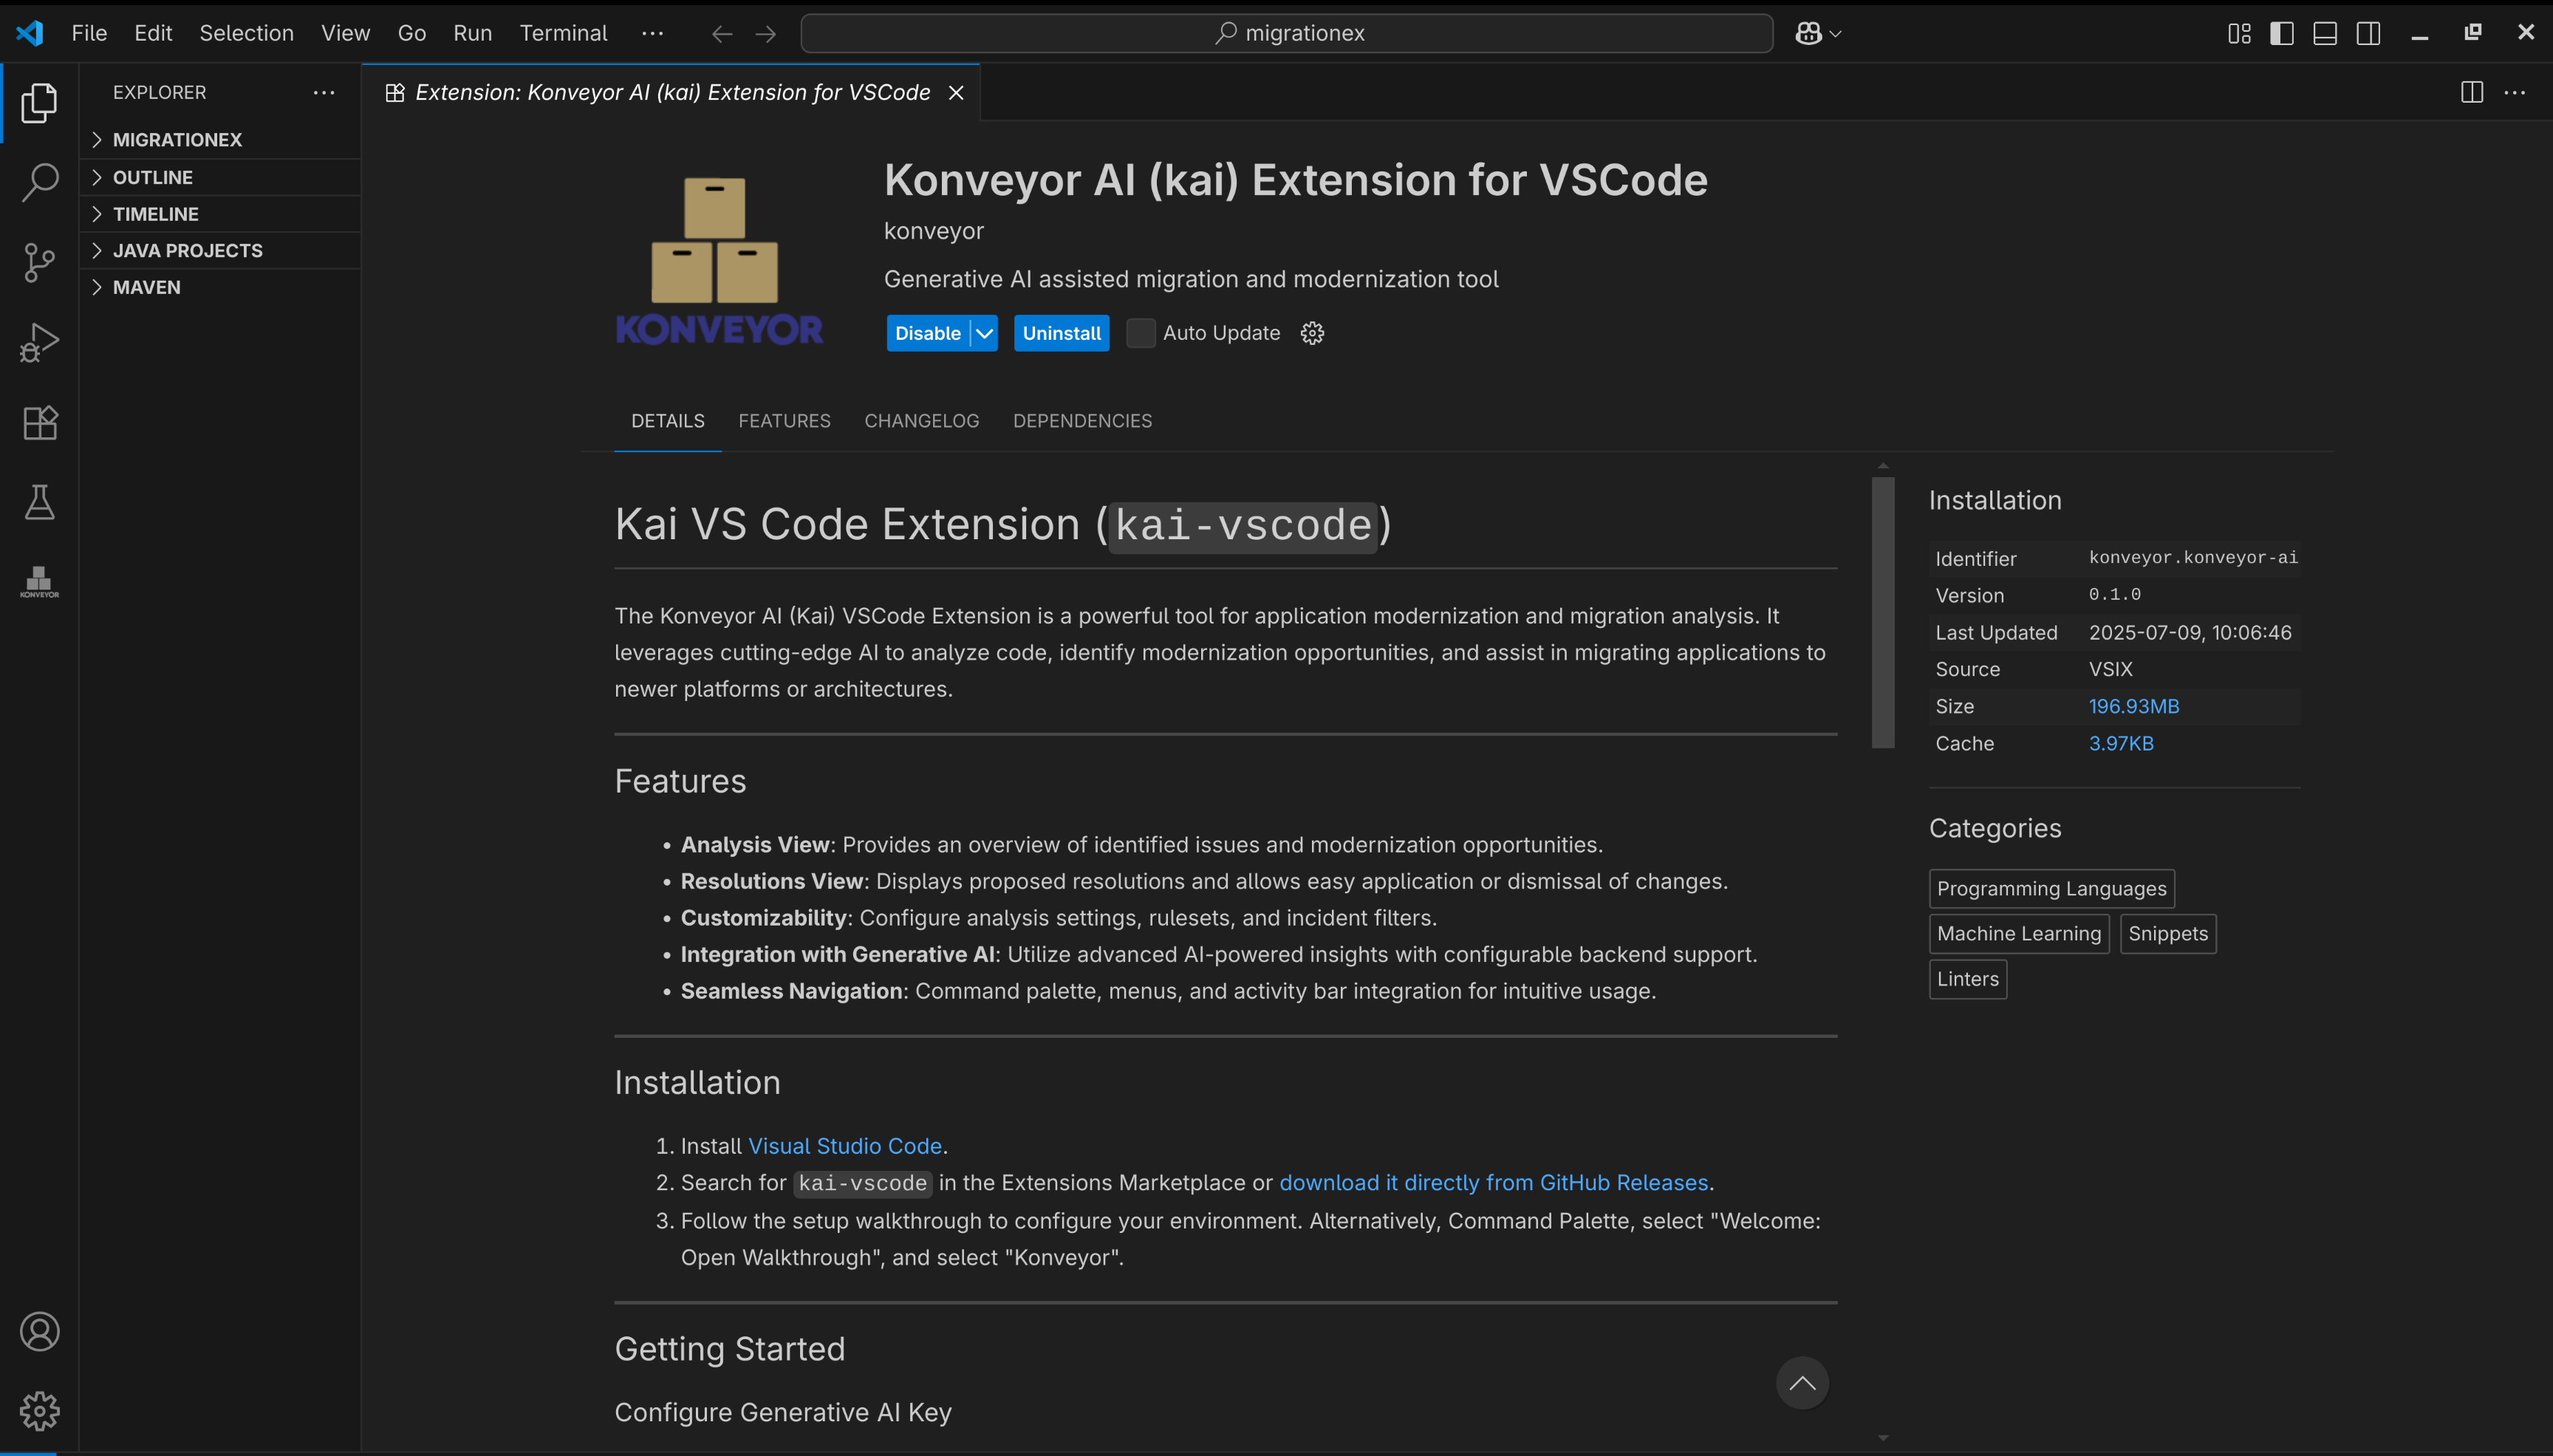 File Edit Selection View Go Run Terminal ··· migrationex
EXPLORER ···
MIGRATIONEX
OUTLINE
TIMELINE
JAVA PROJECTS
MAVEN
KONVEYOR
Extension: Konveyor AI (kai) Extension for VSCode
KONVEYOR
Konveyor AI (kai) Extension for VSCode
konveyor
Generative AI assisted migration and modernization tool
Disable Uninstall Auto Update
DETAILS FEATURES CHANGELOG DEPENDENCIES
Kai VS Code Extension (kai-vscode)
The Konveyor AI (Kai) VSCode Extension is a powerful tool for application modernization and migration analysis. It
leverages cutting-edge AI to analyze code, identify modernization opportunities, and assist in migrating applications to
newer platforms or architectures.
Features
• Analysis View: Provides an overview of identified issues and modernization opportunities.
• Resolutions View: Displays proposed resolutions and allows easy application or dismissal of changes.
• Customizability: Configure analysis settings, rulesets, and incident filters.
• Integration with Generative AI: Utilize advanced AI-powered insights with configurable backend support.
• Seamless Navigation: Command palette, menus, and activity bar integration for intuitive usage.
Installation
1. Install Visual Studio Code.
2. Search for kai-vscode in the Extensions Marketplace or download it directly from GitHub Releases.
3. Follow the setup walkthrough to configure your environment. Alternatively, Command Palette, select "Welcome:
Open Walkthrough", and select "Konveyor".
Getting Started
Configure Generative AI Key
Installation
Identifier konveyor.konveyor-ai
Version 0.1.0
Last Updated 2025-07-09, 10:06:46
Source VSIX
Size 196.93MB
Cache 3.97KB
Categories
Programming Languages
Machine Learning Snippets
Linters